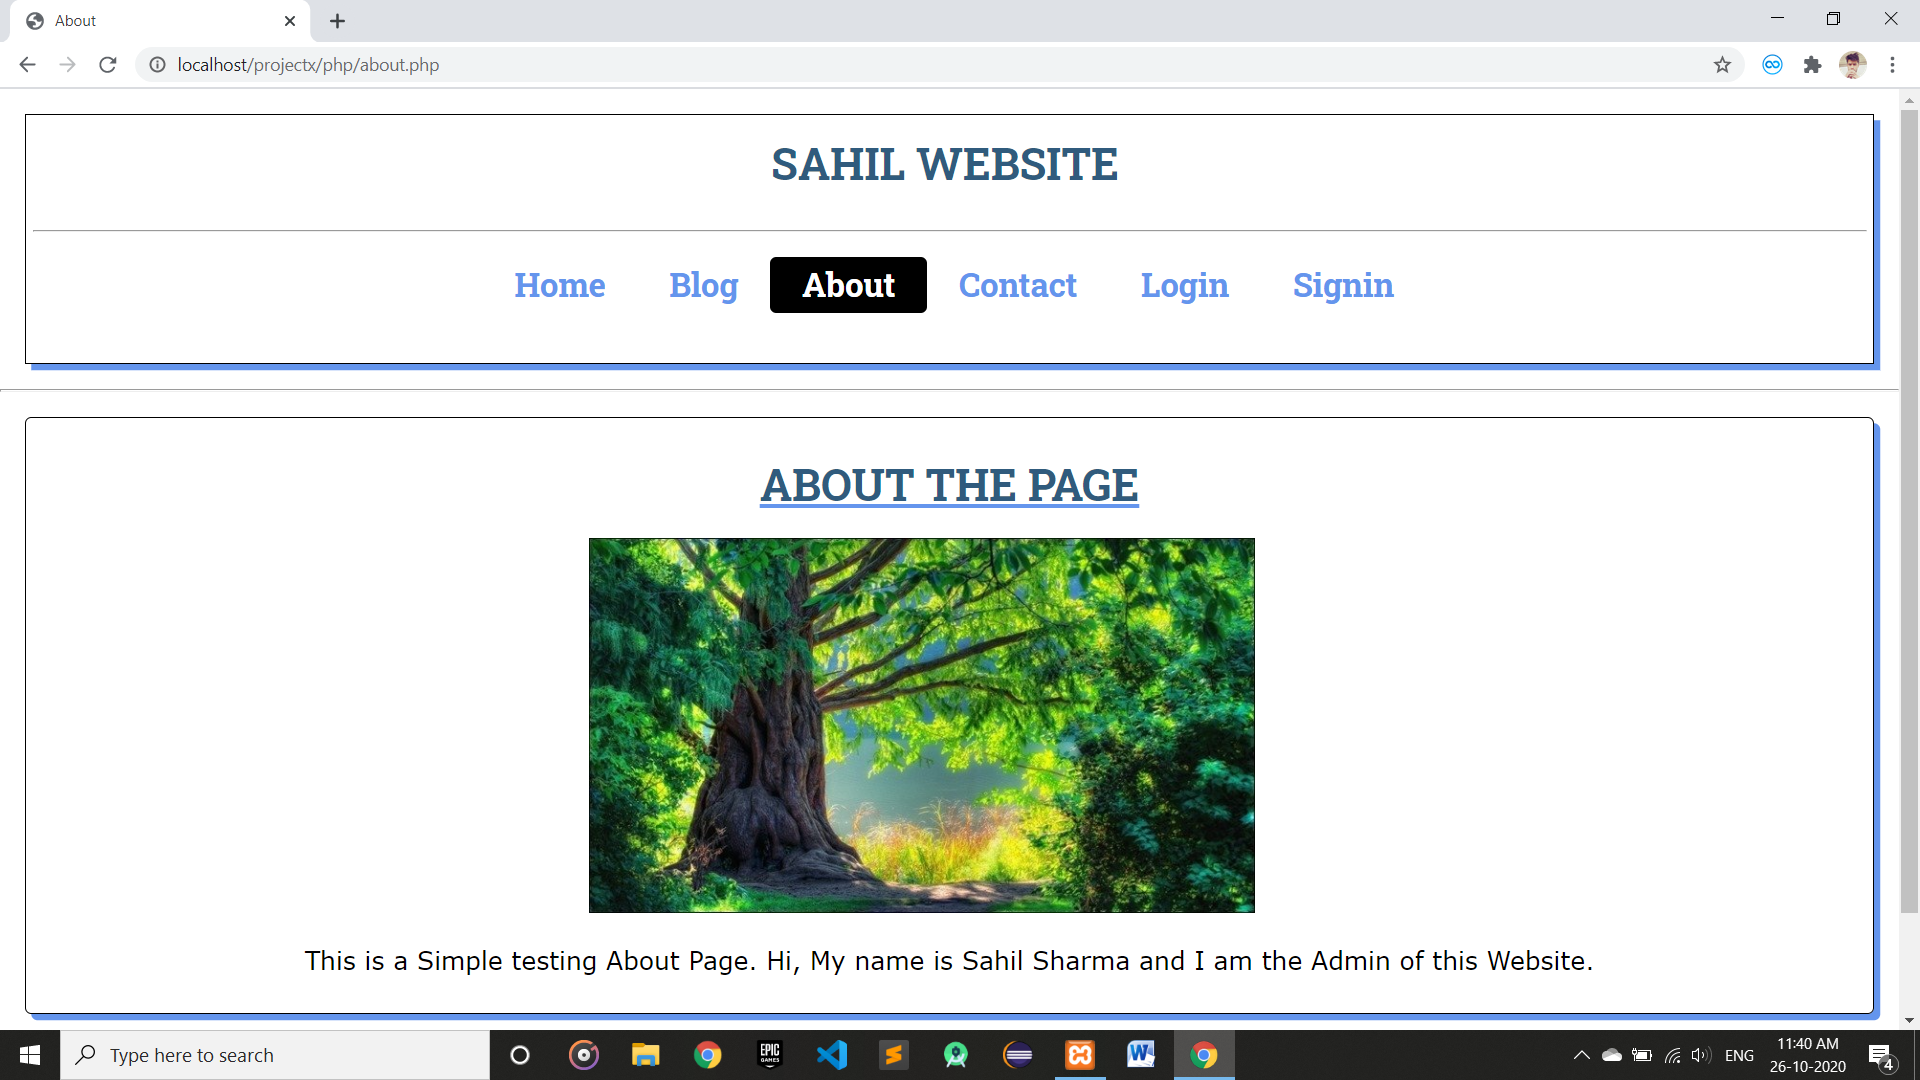 About
localhost/projectx/php/about.php
SAHIL WEBSITE
Home Blog About Contact Login Signin
ABOUT THE PAGE
This is a Simple testing About Page. Hi, My name is Sahil Sharma and I am the Admin of this Website.
Type here to search
EPIC
GAMES
W
ENG
11:40 AM
26-10-2020
4